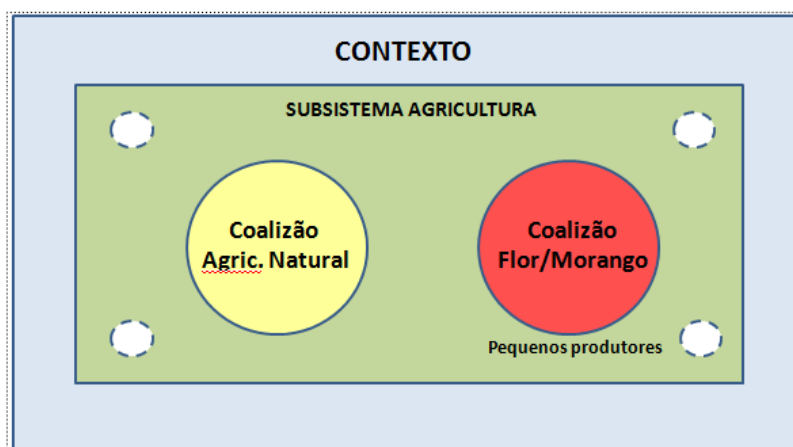 CONTEXTO
SUBSISTEMA AGRICULTURA
Coalizão
Agric. Natural
Coalizão
Flor/Morango
Pequenos produtores